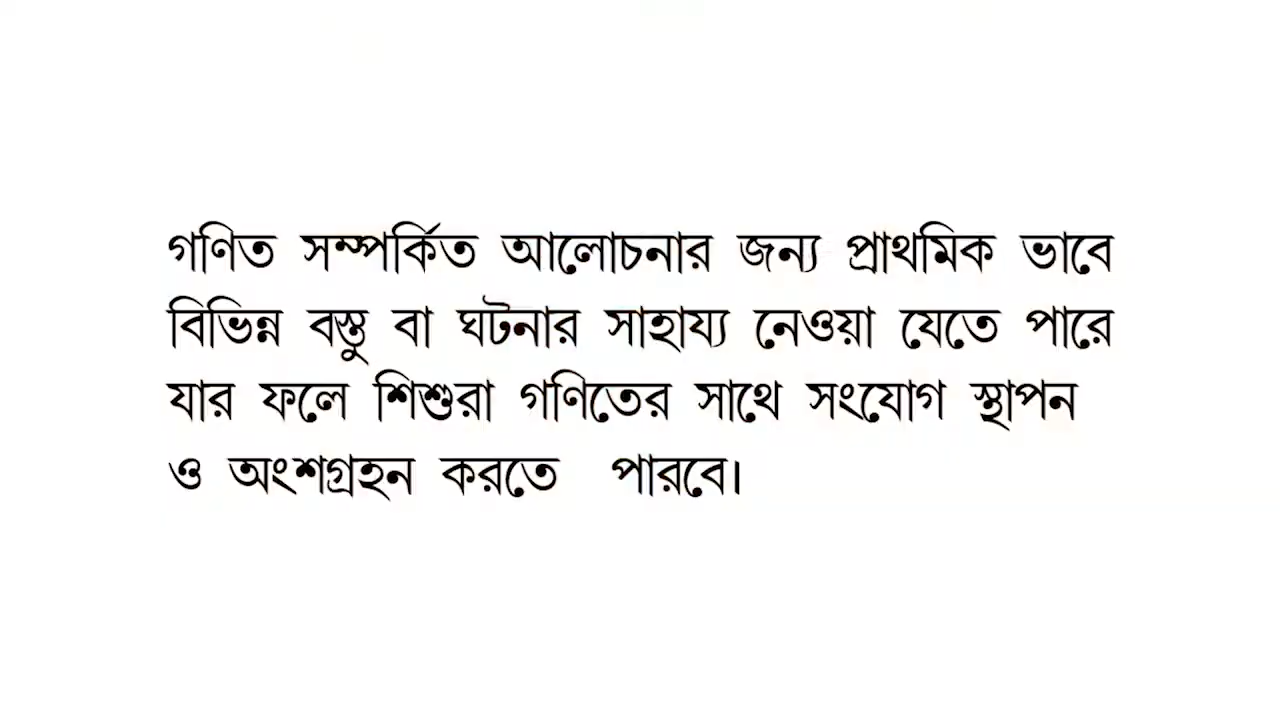 গণিত সম্পর্কিত আলোচনার জন্য প্রাথমিক ভাবে
বিভিন্ন বস্তু বা ঘটনার সাহায্য নেওয়া যেতে পারে
যার ফলে শিশুরা গণিতের সাথে সংযোগ স্থাপন
ও অংশগ্রহন করতে পারবে।